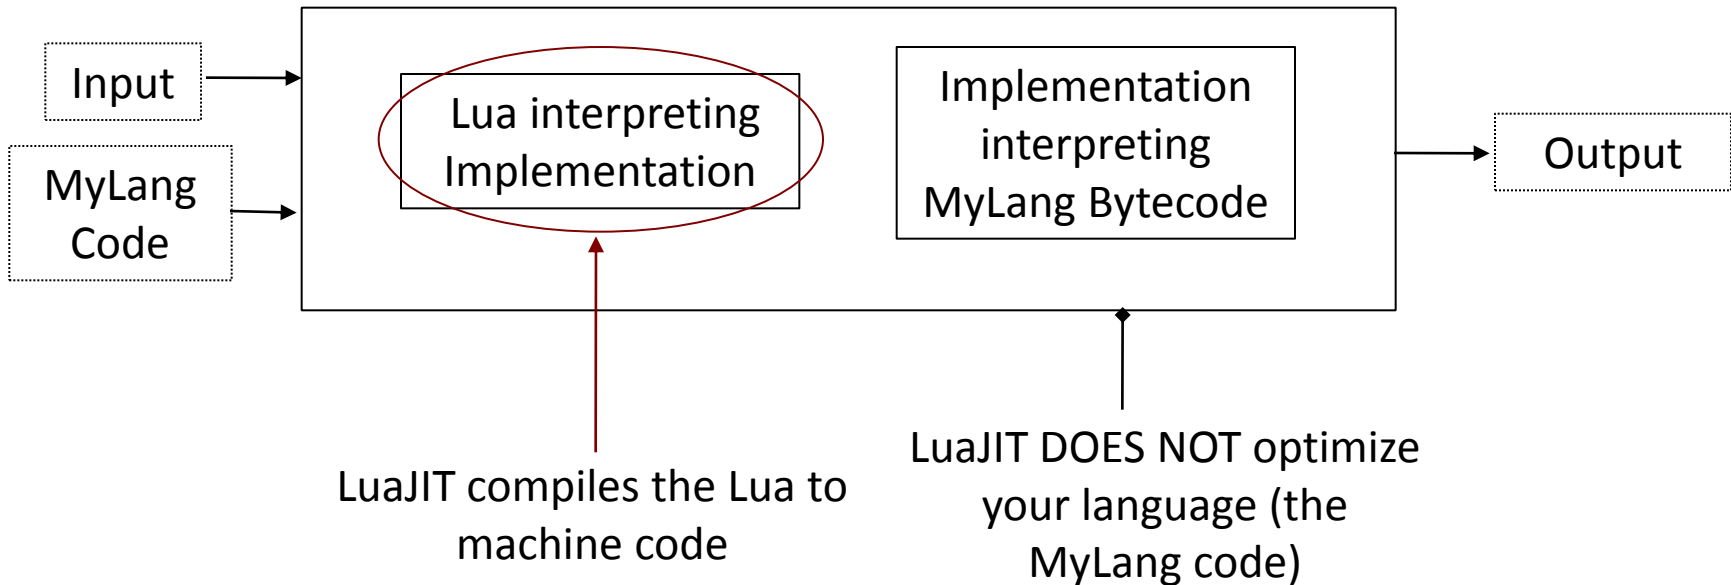 Input
MyLang
Code
Lua interpreting
Implementation
Implementation
interpreting
MyLang Bytecode
Output
LuaJIT compiles the Lua to
machine code
LuaJIT DOES NOT optimize
your language (the
MyLang code)